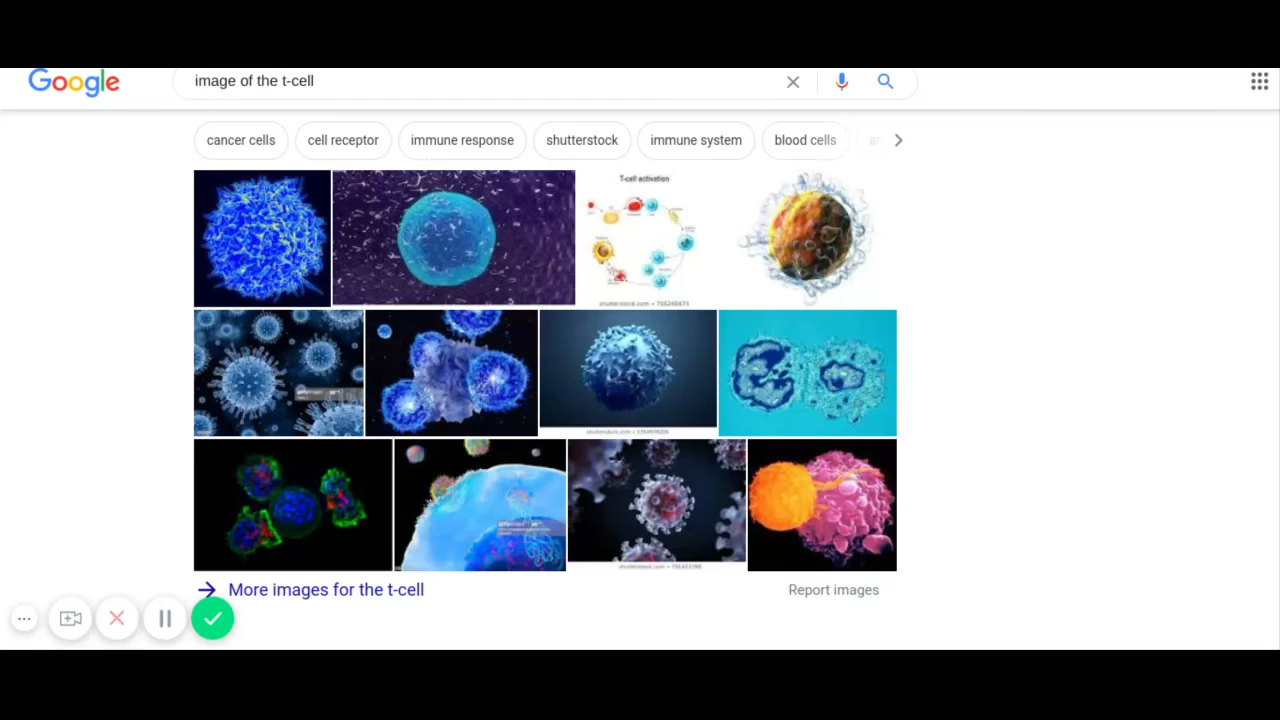 Google
image of the t-cell
cancer cells
cell receptor
immune response
shutterstock
immune system
blood cells
T-cell activation
More images for the t-cell
Report images